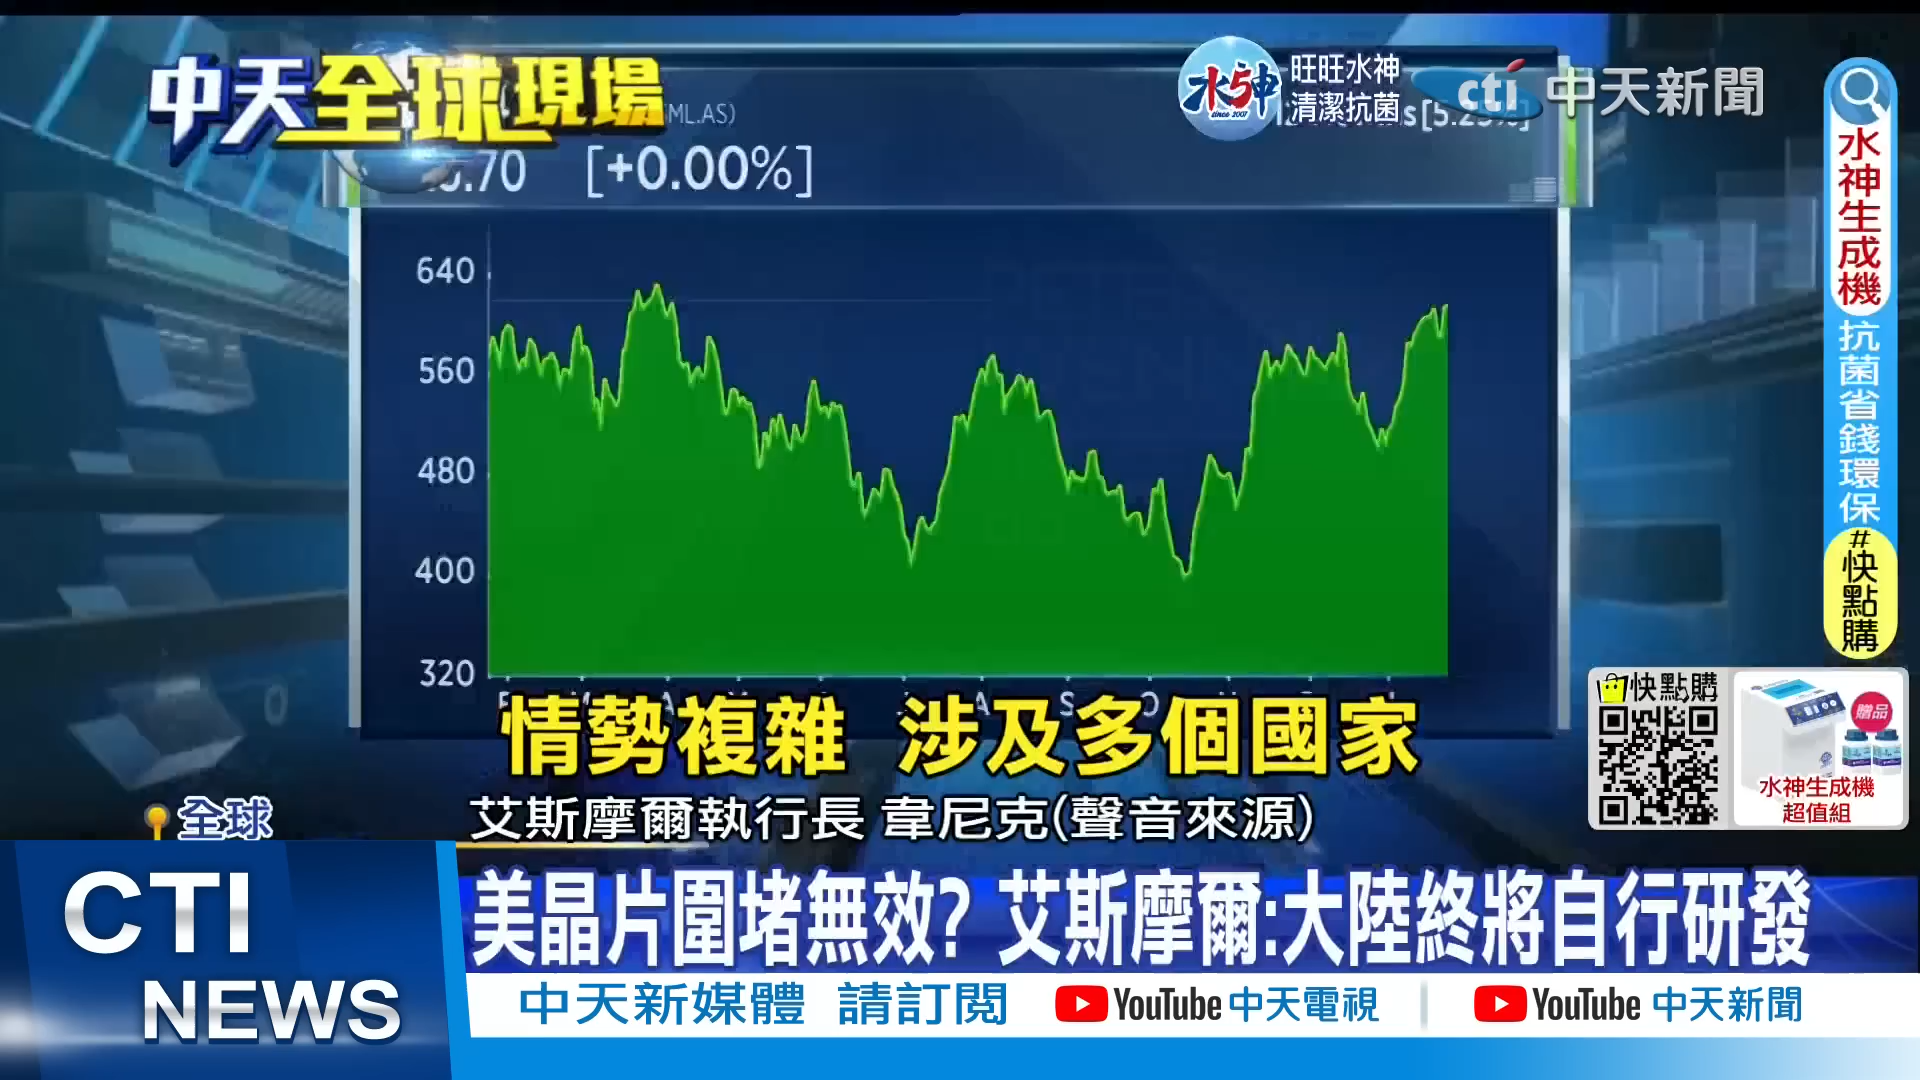 中天全球現場
水神
since 2007
旺旺水神
清潔抗菌
cti 中天新聞
ML.AS)
[5.25%]
.70 [+0.00%]
640
560
480
400
320
水神生成機
抗菌省錢環保
#快點購
快點購
贈品
水神生成機
超值組
情勢複雜 涉及多個國家
艾斯摩爾執行長 韋尼克(聲音來源)
全球
CTI
NEWS
美晶片圍堵無效? 艾斯摩爾:大陸終將自行研發
中天新媒體 請訂閱 YouTube 中天電視 YouTube 中天新聞